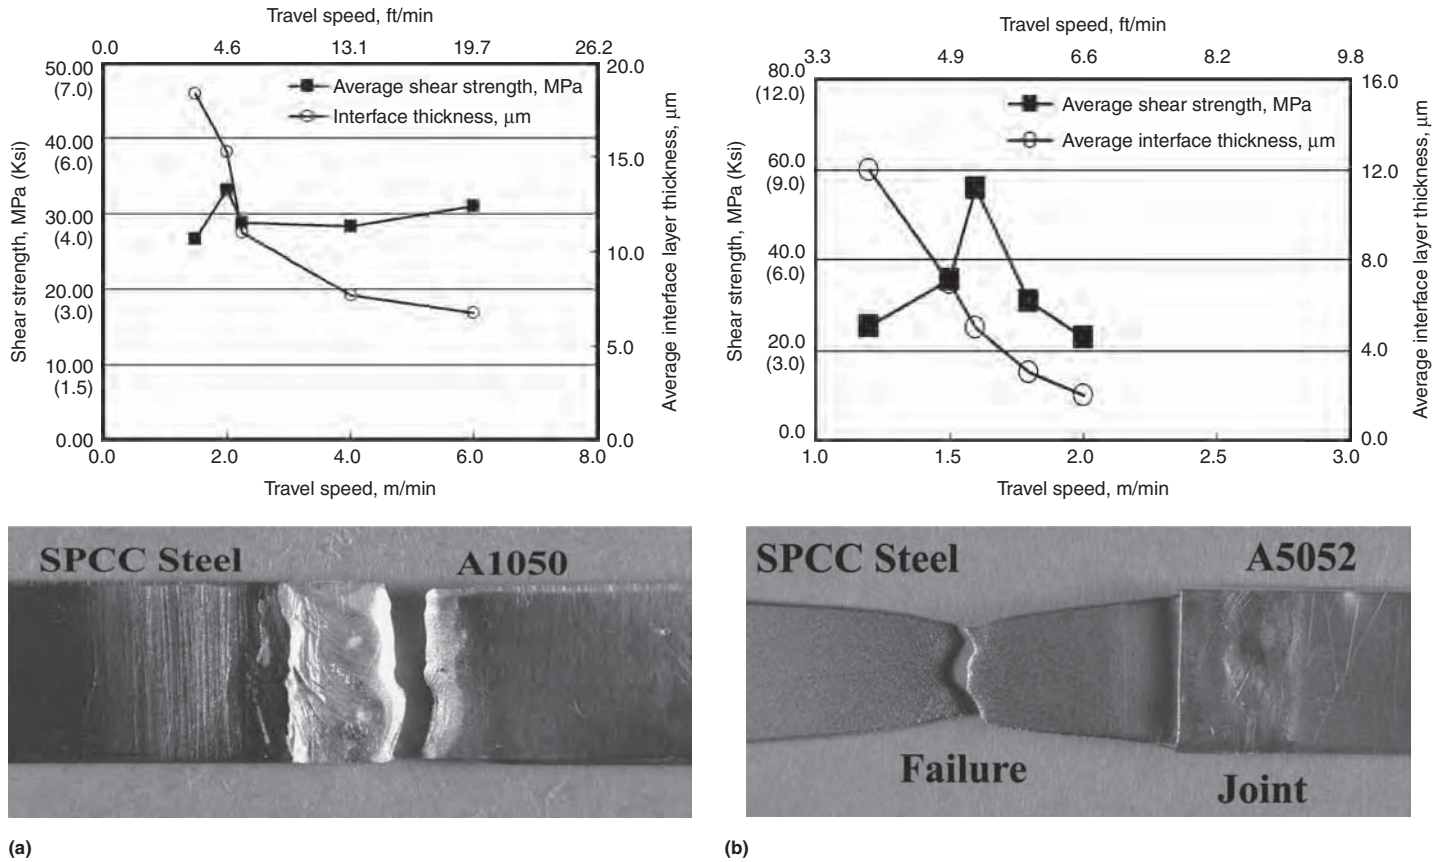 Travel speed, ft/min
0.0 4.6 13.1 19.7 26.2
50.00
(7.0)
40.00
(6.0)
30.00
(4.0)
20.00
(3.0)
10.00
(1.5)
0.00
Shear strength, MPa (Ksi)
Average shear strength, MPa
Interface thickness, μm
20.0
15.0
10.0
5.0
0.0
Average interface layer thickness, μm
0.0 2.0 4.0 6.0 8.0
Travel speed, m/min
SPCC Steel A1050
(a)
Travel speed, ft/min
3.3 4.9 6.6 8.2 9.8
80.0
(12.0)
60.0
(9.0)
40.0
(6.0)
20.0
(3.0)
0.0
Shear strength, MPa (Ksi)
Average shear strength, MPa
Average interface thickness, μm
16.0
12.0
8.0
4.0
0.0
Average interface layer thickness, μm
1.0 1.5 2.0 2.5 3.0
Travel speed, m/min
SPCC Steel A5052
Failure
Joint
(b)